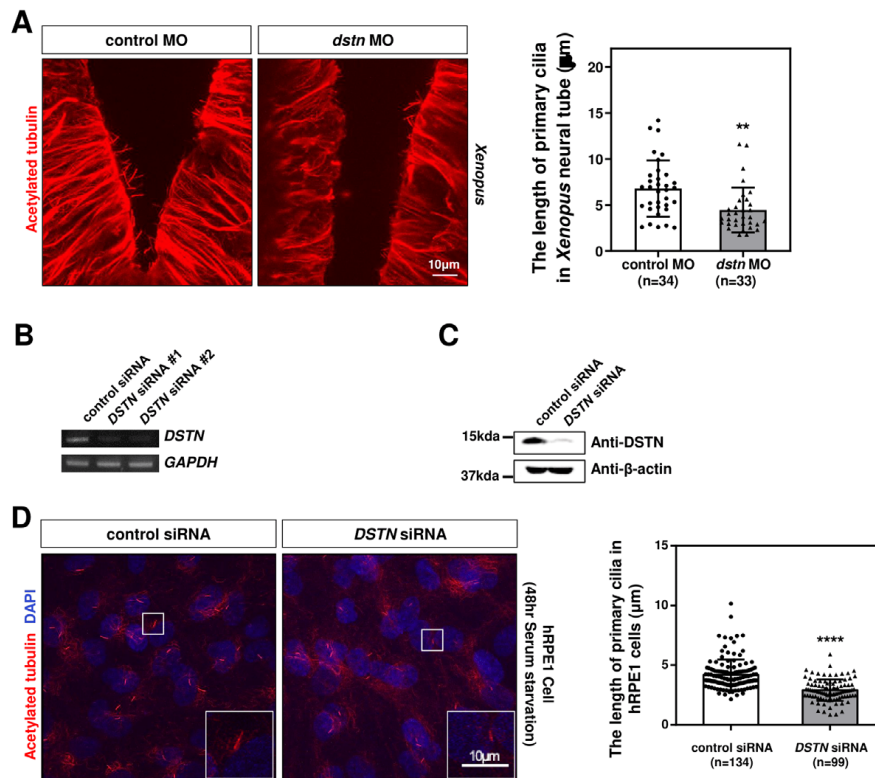 A
control MO
dstn MO
Acetylated tubulin
Xenopus
10μm
The length of primary cilia
in Xenopus neural tube (μm)
20
15
10
5
0
**
control MO
(n=34)
dstn MO
(n=33)
B
control siRNA
DSTN siRNA #1
DSTN siRNA #2
DSTN
GAPDH
C
control siRNA
DSTN siRNA
15kda
Anti-DSTN
37kda
Anti-β-actin
D
control siRNA
DSTN siRNA
Acetylated tubulin DAPI
hRPE1 Cell
(48hr Serum starvation)
10μm
The length of primary cilia in
hRPE1 cells (μm)
15
10
5
0
****
control siRNA
(n=134)
DSTN siRNA
(n=99)